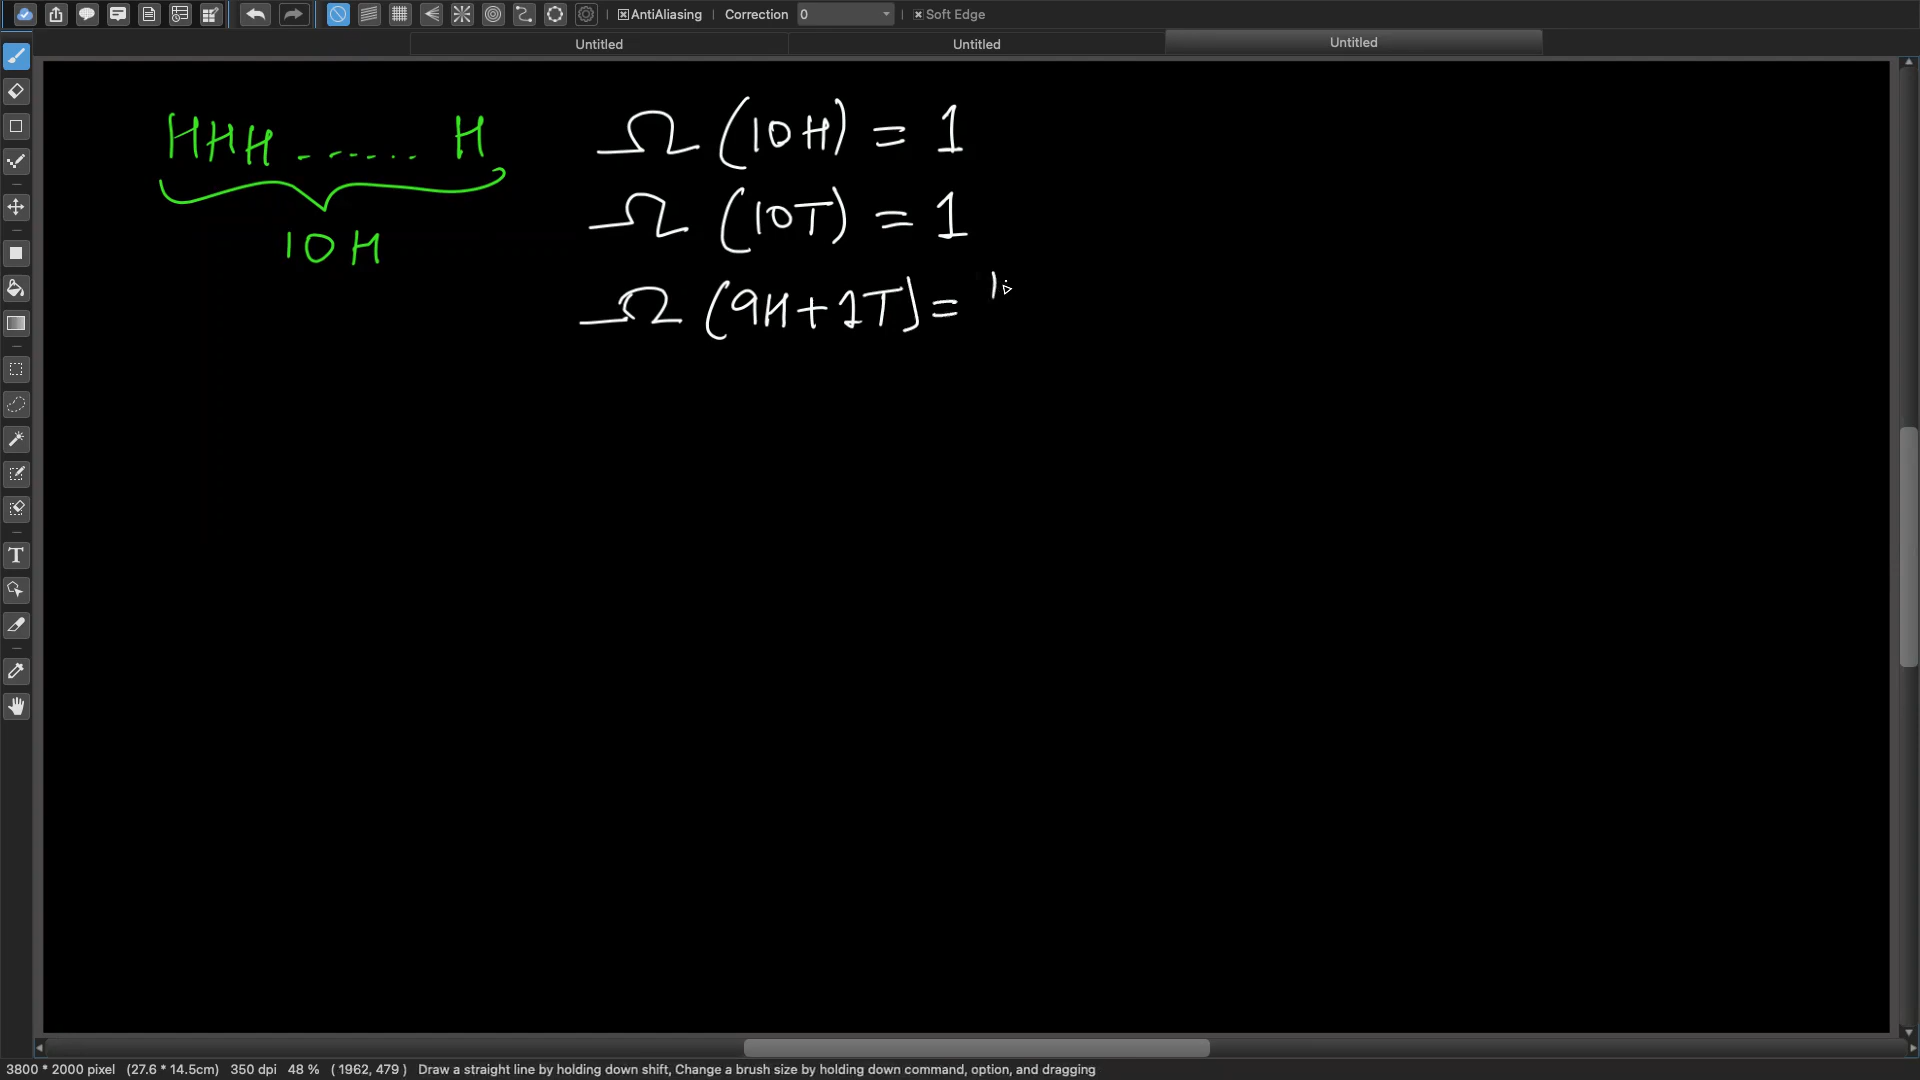 AntiAliasing Correction 0 Soft Edge
Untitled Untitled Untitled
HHH ...... H
10 H
Ω (10H) = 1
Ω (10T) = 1
Ω (9H+1T) = 1
T
3800 * 2000 pixel (27.6 * 14.5cm) 350 dpi 48 % ( 1962, 479 ) Draw a straight line by holding down shift, Change a brush size by holding down command, option, and dragging